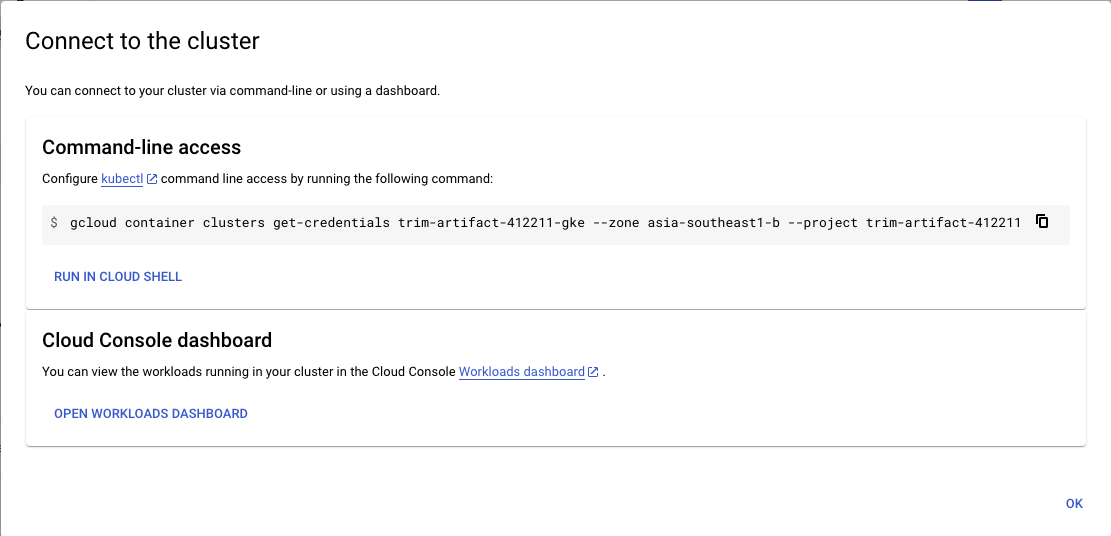 Connect to the cluster
You can connect to your cluster via command-line or using a dashboard.
Command-line access
Configure kubectl command line access by running the following command:
$ gcloud container clusters get-credentials trim-artifact-412211-gke --zone asia-southeast1-b --project trim-artifact-412211
RUN IN CLOUD SHELL
Cloud Console dashboard
You can view the workloads running in your cluster in the Cloud Console Workloads dashboard .
OPEN WORKLOADS DASHBOARD
OK